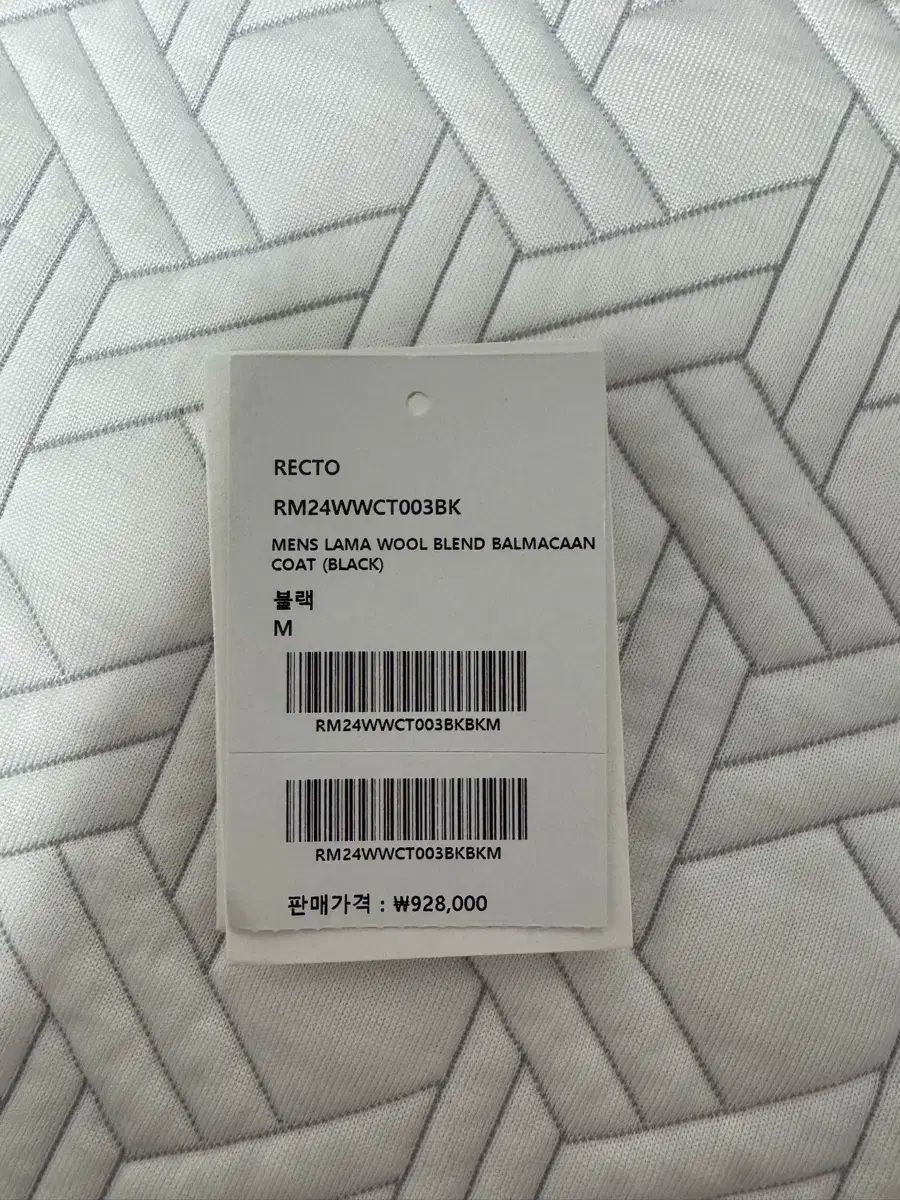 RECTO
RM24WWCT003BK
MENS LAMA WOOL BLEND BALMACAAN
COAT (BLACK)
블랙
M
RM24WWCT003BKBKM
RM24WWCT003BKBKM
판매가격 : ₩928,000